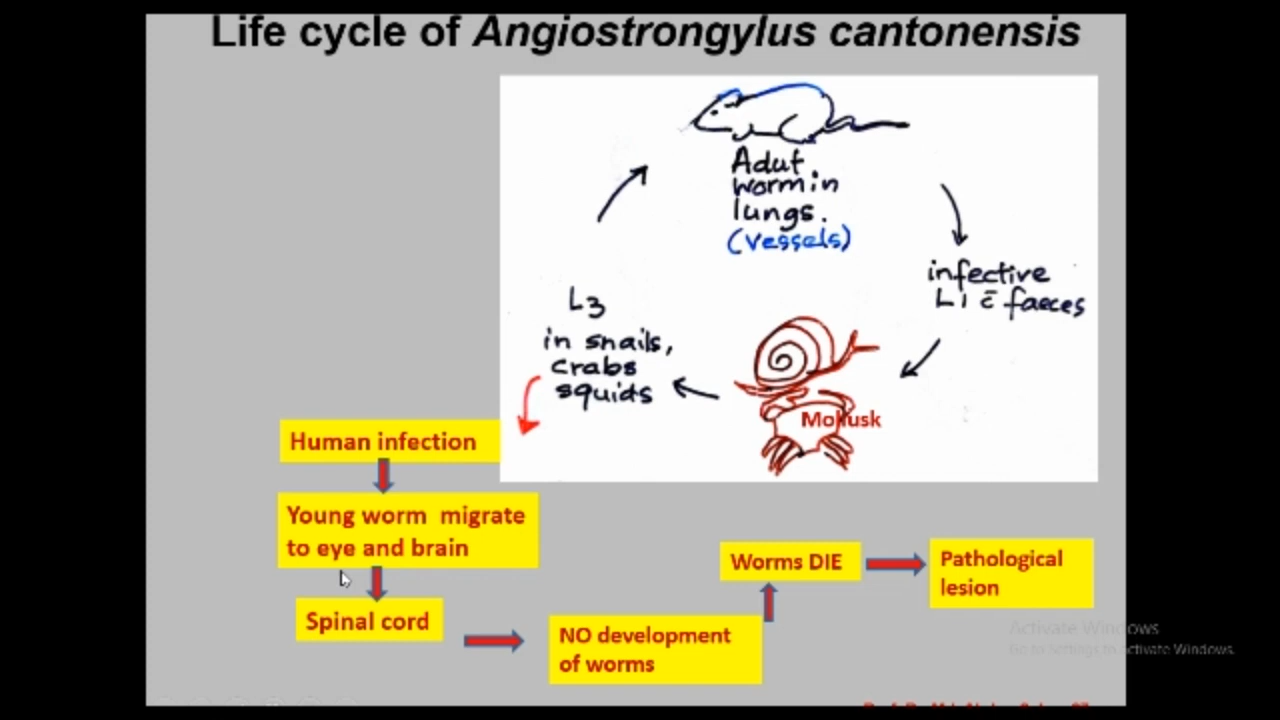 Life cycle of Angiostrongylus cantonensis
Adut
worm in
lungs.
(vessels)
infective
L1 c̄ faeces
L3
in snails,
crabs
squids
Mollusk
Human infection
Young worm migrate
to eye and brain
Spinal cord
NO development
of worms
Worms DIE
Pathological
lesion
Activate Windows
Go to Settings to activate Windows.